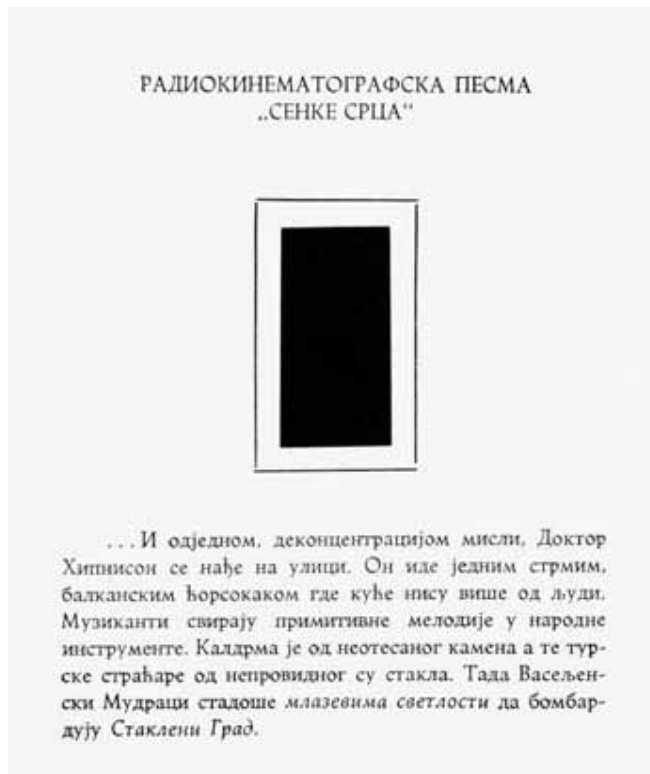 РАДИОКИНЕМАТОГРАФСКА ПЕСМА
„СЕНКЕ СРЦА"
...И одједном, деконцентрацијом мисли, Доктор
Хипнисон се нађе на улици. Он иде једним стрмим,
балканским ћорсокаком где куће нису више од људи.
Музиканти свирају примитивне мелодије у народне
инструменте. Калдрма је од неотесаног камена а те тур-
ске страћаре од непровидног су стакла. Тада Васељен-
ски Мудраци стадоше млазевима светлости да бомбар-
дују Стаклени Град.